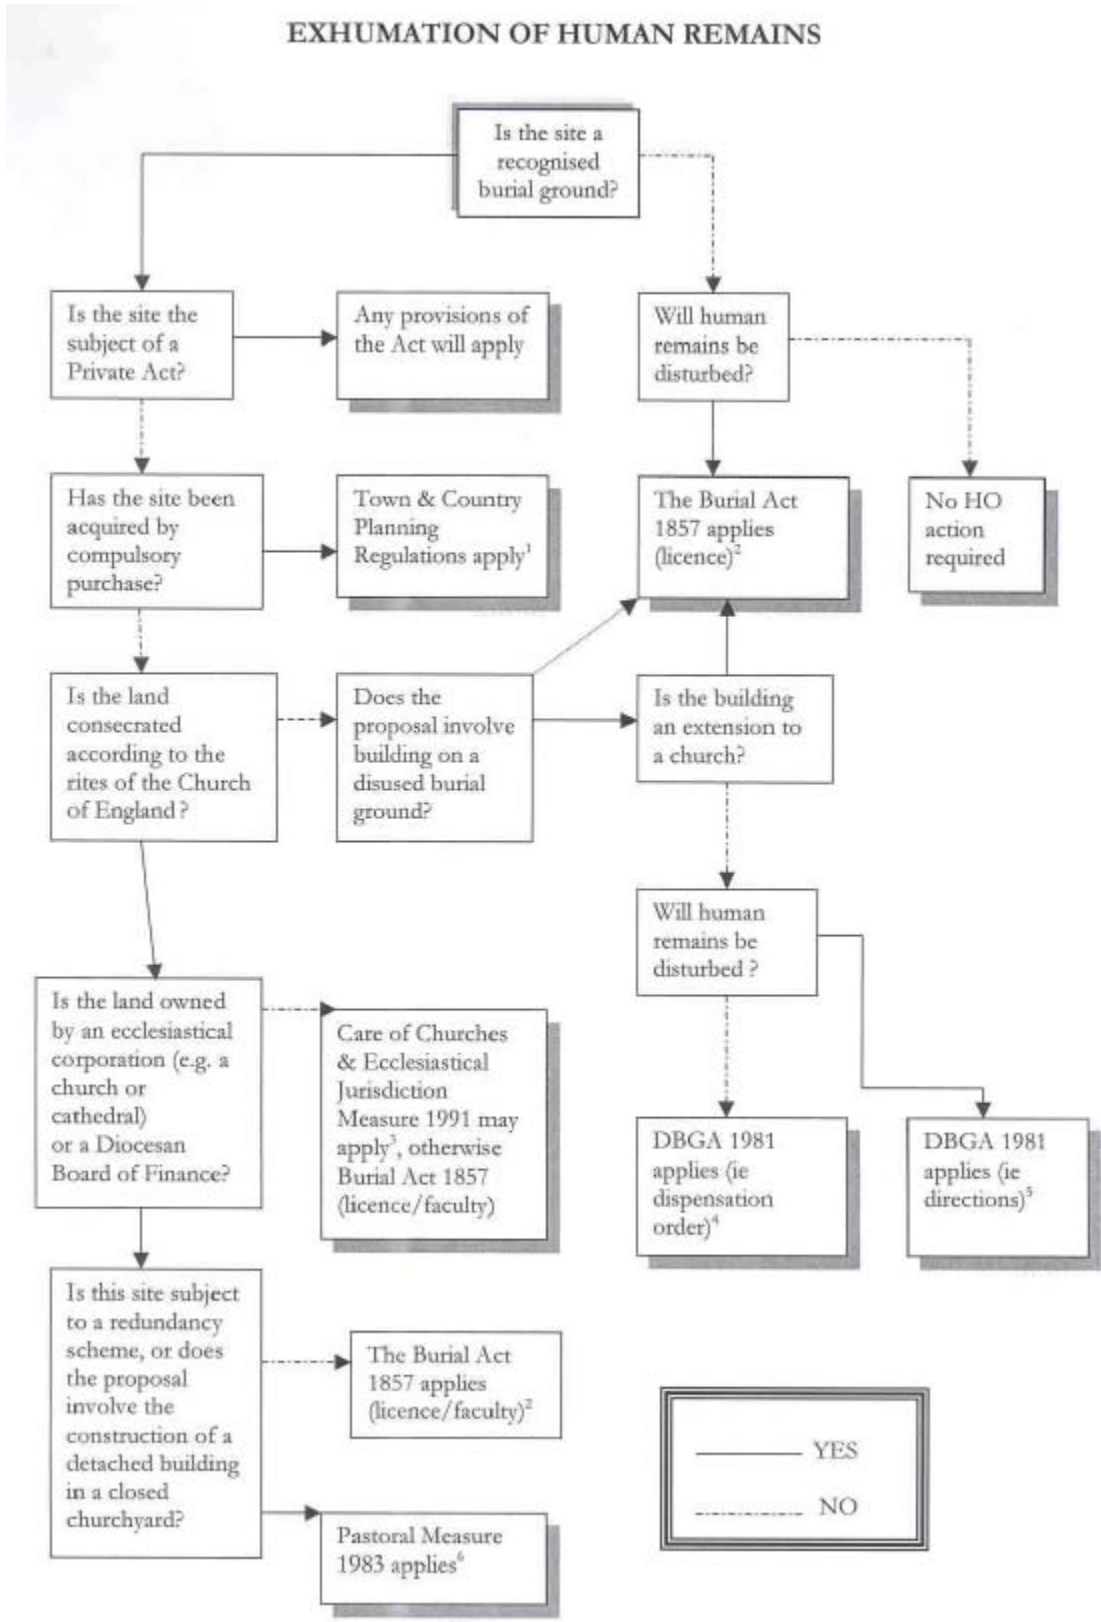 EXHUMATION OF HUMAN REMAINS
Is the site a
recognised
burial ground?
Is the site the
subject of a
Private Act?
Any provisions of
the Act will apply
Will human
remains be
disturbed?
Has the site been
acquired by
compulsory
purchase?
Town & Country
Planning
Regulations apply¹
The Burial Act
1857 applies
(licence)²
No HO
action
required
Is the land
consecrated
according to the
rites of the Church
of England?
Does the
proposal involve
building on a
disused burial
ground?
Is the building
an extension to
a church?
Will human
remains be
disturbed ?
Is the land owned
by an ecclesiastical
corporation (e.g. a
church or
cathedral)
or a Diocesan
Board of Finance?
Care of Churches
& Ecclesiastical
Jurisdiction
Measure 1991 may
apply³, otherwise
Burial Act 1857
(licence/faculty)
DBGA 1981
applies (ie
dispensation
order)⁴
DBGA 1981
applies (ie
directions)⁵
Is this site subject
to a redundancy
scheme, or does
the proposal
involve the
construction of a
detached building
in a closed
churchyard?
The Burial Act
1857 applies
(licence/faculty)²
Pastoral Measure
1983 applies⁶
YES
NO